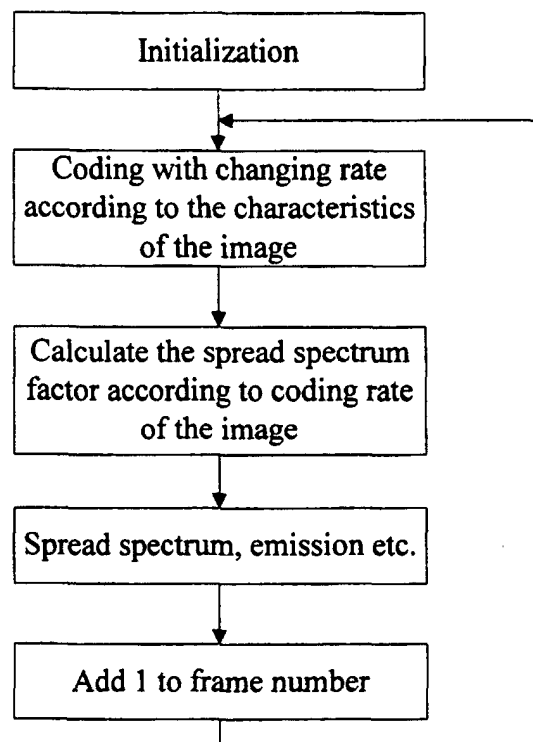 Initialization
Coding with changing rate
according to the characteristics
of the image
Calculate the spread spectrum
factor according to coding rate
of the image
Spread spectrum, emission etc.
Add 1 to frame number